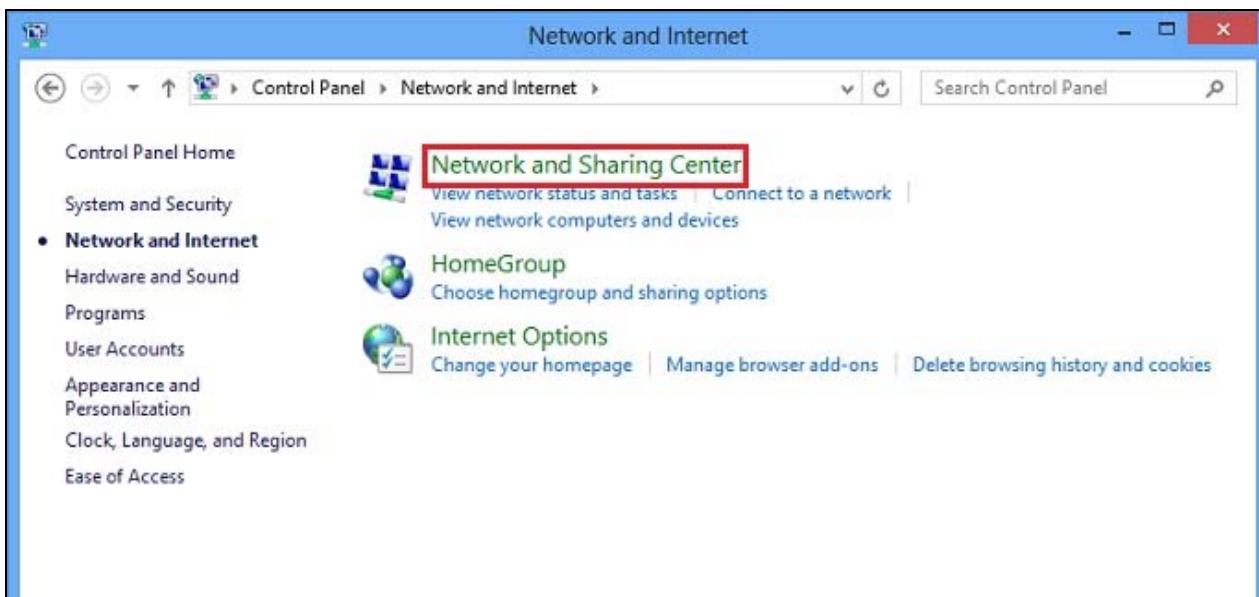 Network and Internet
Control Panel Network and Internet
Search Control Panel
Control Panel Home
System and Security
Network and Internet
Hardware and Sound
Programs
User Accounts
Appearance and
Personalization
Clock, Language, and Region
Ease of Access
Network and Sharing Center
View network status and tasks Connect to a network
View network computers and devices
HomeGroup
Choose homegroup and sharing options
Internet Options
Change your homepage Manage browser add-ons Delete browsing history and cookies